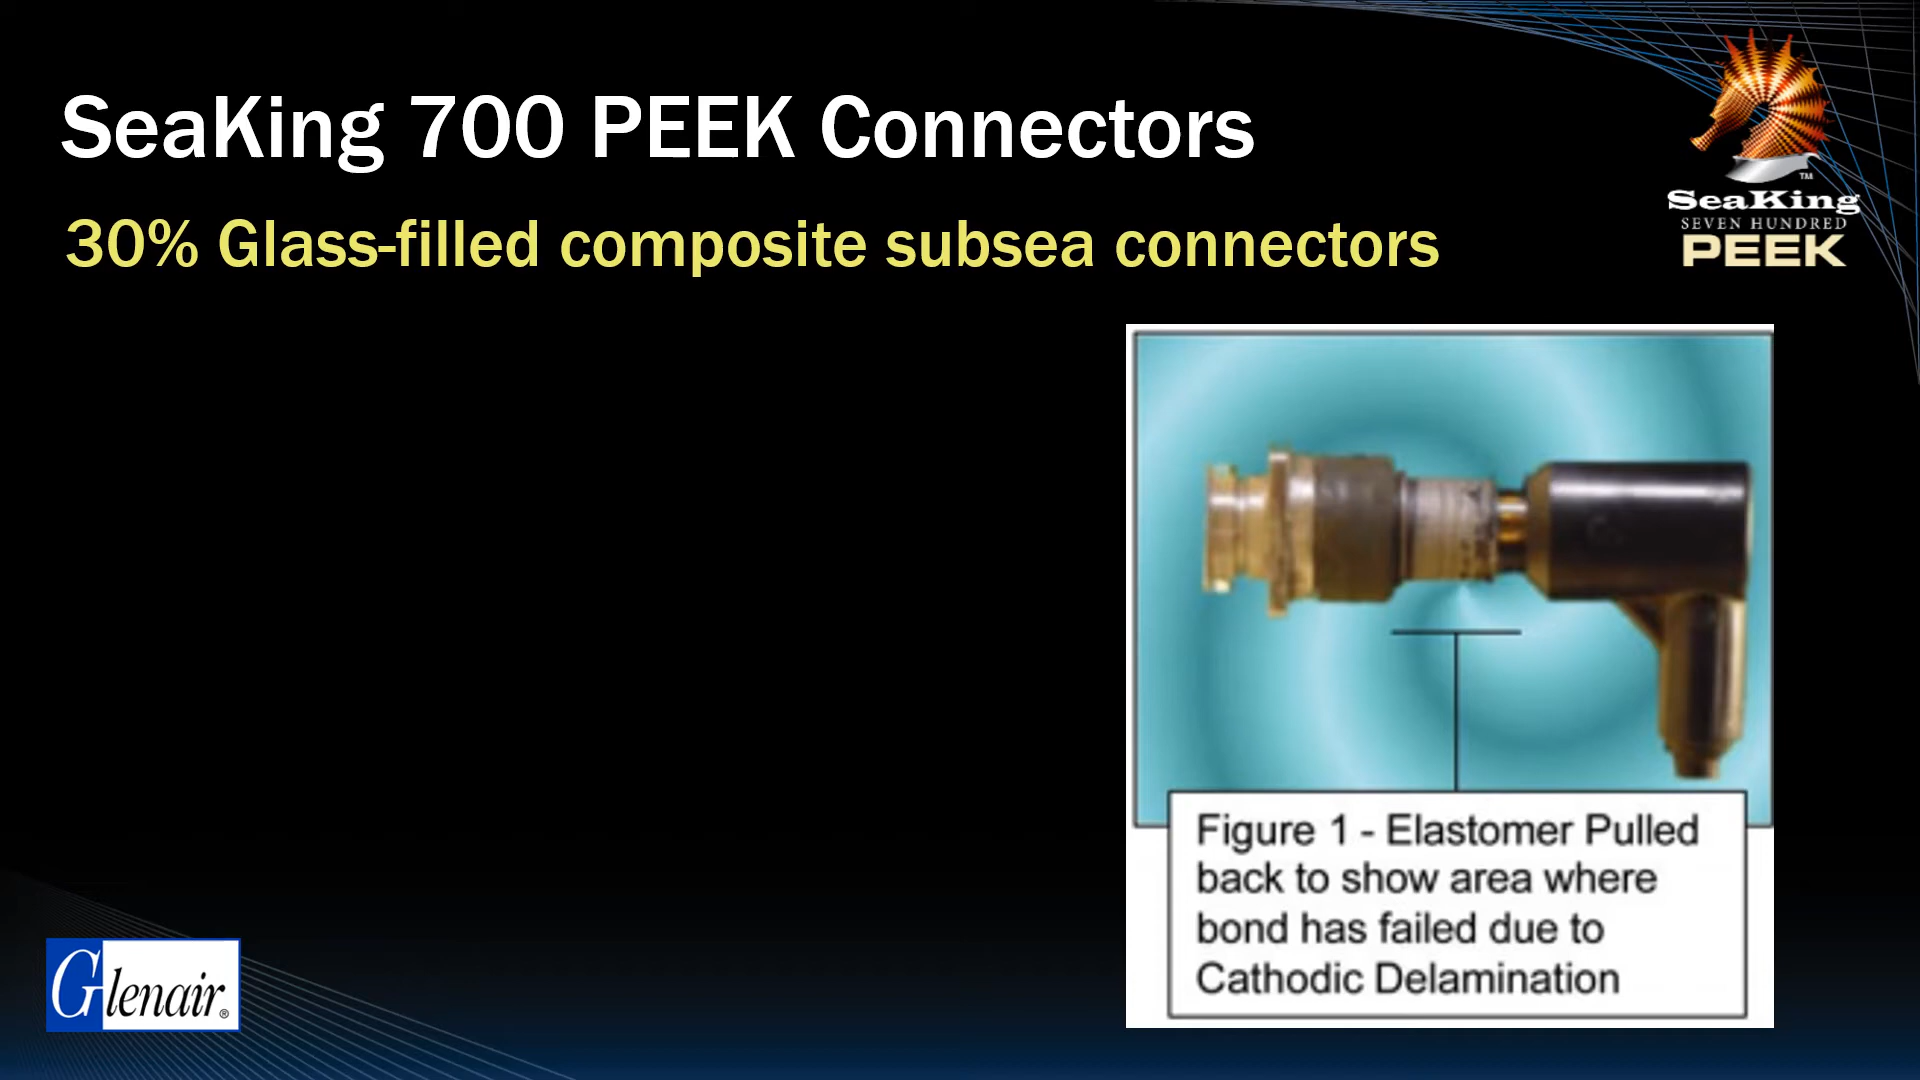 SeaKing 700 PEEK Connectors
30% Glass-filled composite subsea connectors
™
SeaKing
SEVEN HUNDRED
PEEK
Figure 1 - Elastomer Pulled
back to show area where
bond has failed due to
Cathodic Delamination
Glenair®